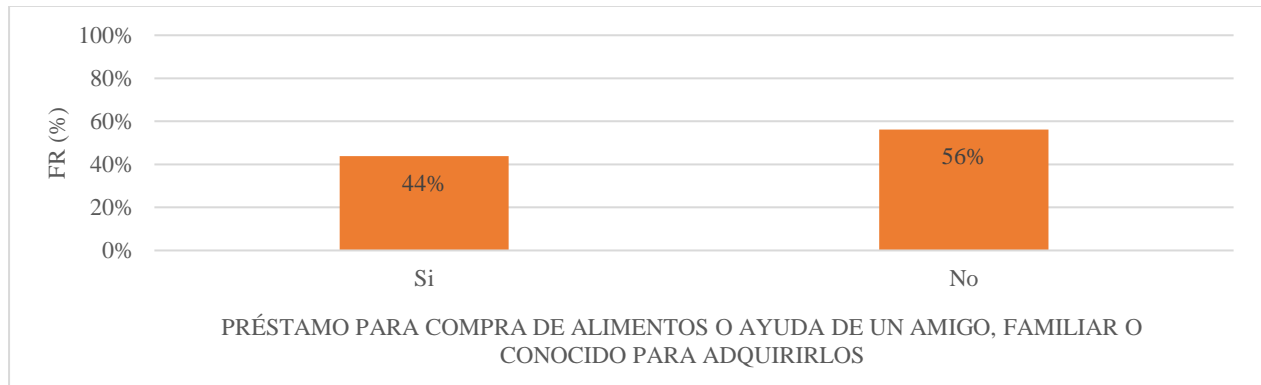 100%
80%
60%
40%
20%
0%
FR (%)
44%
56%
Si
No
PRÉSTAMO PARA COMPRA DE ALIMENTOS O AYUDA DE UN AMIGO, FAMILIAR O
CONOCIDO PARA ADQUIRIRLOS